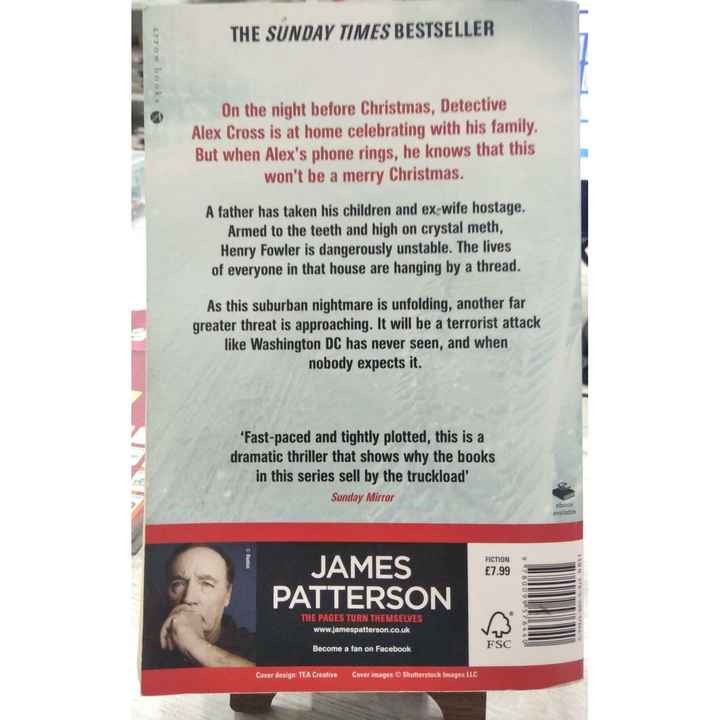 arrow books
THE SUNDAY TIMES BESTSELLER
On the night before Christmas, Detective
Alex Cross is at home celebrating with his family.
But when Alex's phone rings, he knows that this
won't be a merry Christmas.
A father has taken his children and ex-wife hostage.
Armed to the teeth and high on crystal meth,
Henry Fowler is dangerously unstable. The lives
of everyone in that house are hanging by a thread.
As this suburban nightmare is unfolding, another far
greater threat is approaching. It will be a terrorist attack
like Washington DC has never seen, and when
nobody expects it.
'Fast-paced and tightly plotted, this is a
dramatic thriller that shows why the books
in this series sell by the truckload'
Sunday Mirror
ebook
available
JAMES
PATTERSON
THE PAGES TURN THEMSELVES
www.jamespatterson.co.uk
Become a fan on Facebook
FICTION
£7.99
FSC
Cover design: TEA Creative Cover images © Shutterstock Images LLC